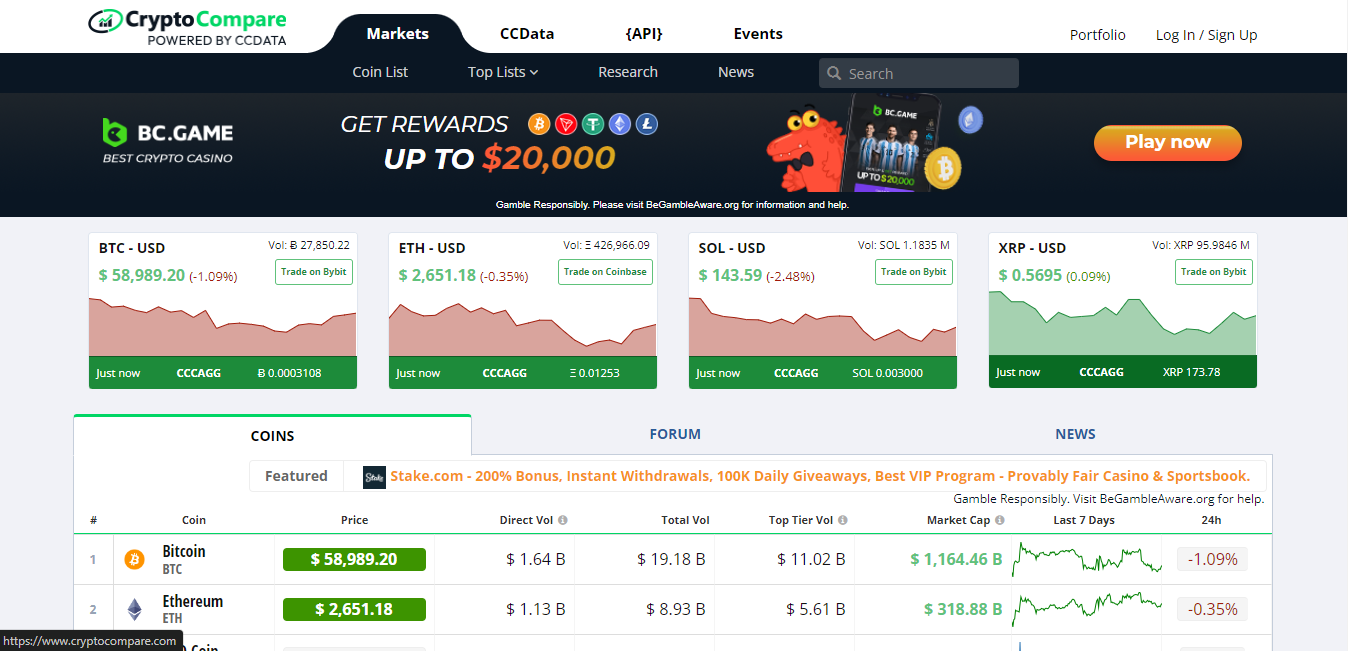 CryptoCompare
POWERED BY CCDATA
Markets
CCData
{API}
Events
Portfolio
Log In / Sign Up
Coin List
Top Lists
Research
News
Search
BC.GAME
BEST CRYPTO CASINO
GET REWARDS
UP TO $20,000
BC.GAME
UP TO $20,000
Play now
Gamble Responsibly. Please visit BeGambleAware.org for information and help.
BTC - USD
Vol: Ƀ 27,850.22
$ 58,989.20 (-1.09%)
Trade on Bybit
Just now CCCAGG Ƀ 0.0003108
ETH - USD
Vol: Ξ 426,966.09
$ 2,651.18 (-0.35%)
Trade on Coinbase
Just now CCCAGG Ξ 0.01253
SOL - USD
Vol: SOL 1.1835 M
$ 143.59 (-2.48%)
Trade on Bybit
Just now CCCAGG SOL 0.003000
XRP - USD
Vol: XRP 95.9846 M
$ 0.5695 (0.09%)
Trade on Bybit
Just now CCCAGG XRP 173.78
COINS
FORUM
NEWS
Featured
Stake
Stake.com - 200% Bonus, Instant Withdrawals, 100K Daily Giveaways, Best VIP Program - Provably Fair Casino & Sportsbook.
Gamble Responsibly. Visit BeGambleAware.org for help.
# Coin Price Direct Vol Total Vol Top Tier Vol Market Cap Last 7 Days 24h
1 Bitcoin BTC $ 58,989.20 $ 1.64 B $ 19.18 B $ 11.02 B $ 1,164.46 B -1.09%
2 Ethereum ETH $ 2,651.18 $ 1.13 B $ 8.93 B $ 5.61 B $ 318.88 B -0.35%
https://www.cryptocompare.com
Coin